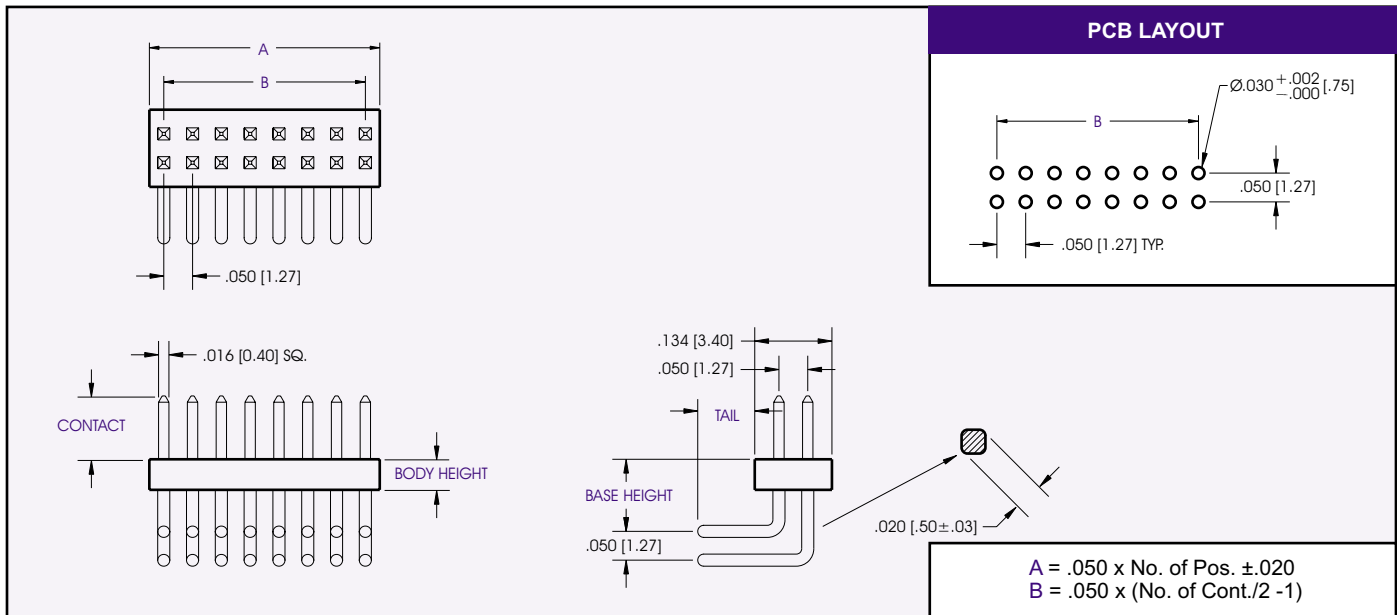 PCB LAYOUT
A
B
.050 [1.27]
Ø.030 +.002 -.000 [.75]
B
.050 [1.27]
.050 [1.27] TYP.
.016 [0.40] SQ.
CONTACT
BODY HEIGHT
.134 [3.40]
.050 [1.27]
TAIL
BASE HEIGHT
.050 [1.27]
.020 [.50±.03]
A = .050 x No. of Pos. ±.020
B = .050 x (No. of Cont./2 -1)